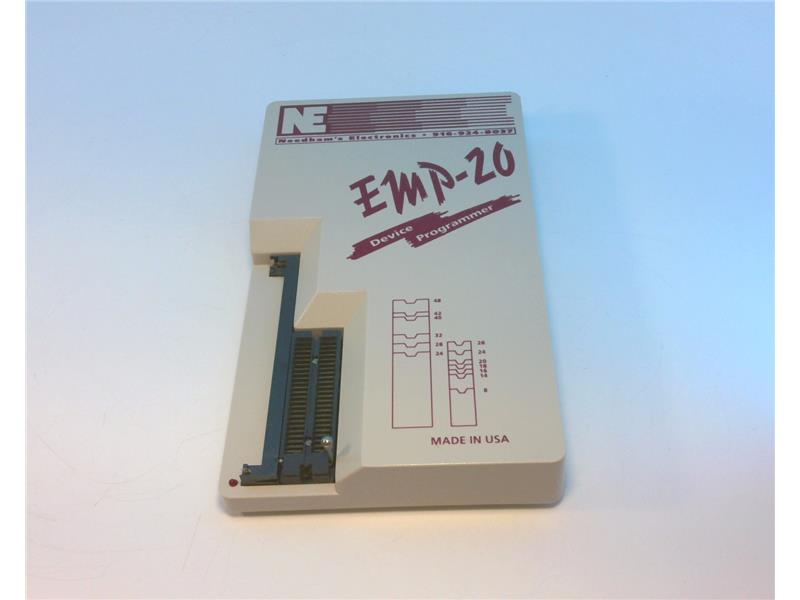 NE
Needham's Electronics • 916-924-8037
EMP-20
Device
Programmer
48
42
40
32
28
24
28
24
20
18
16
14
8
MADE IN USA